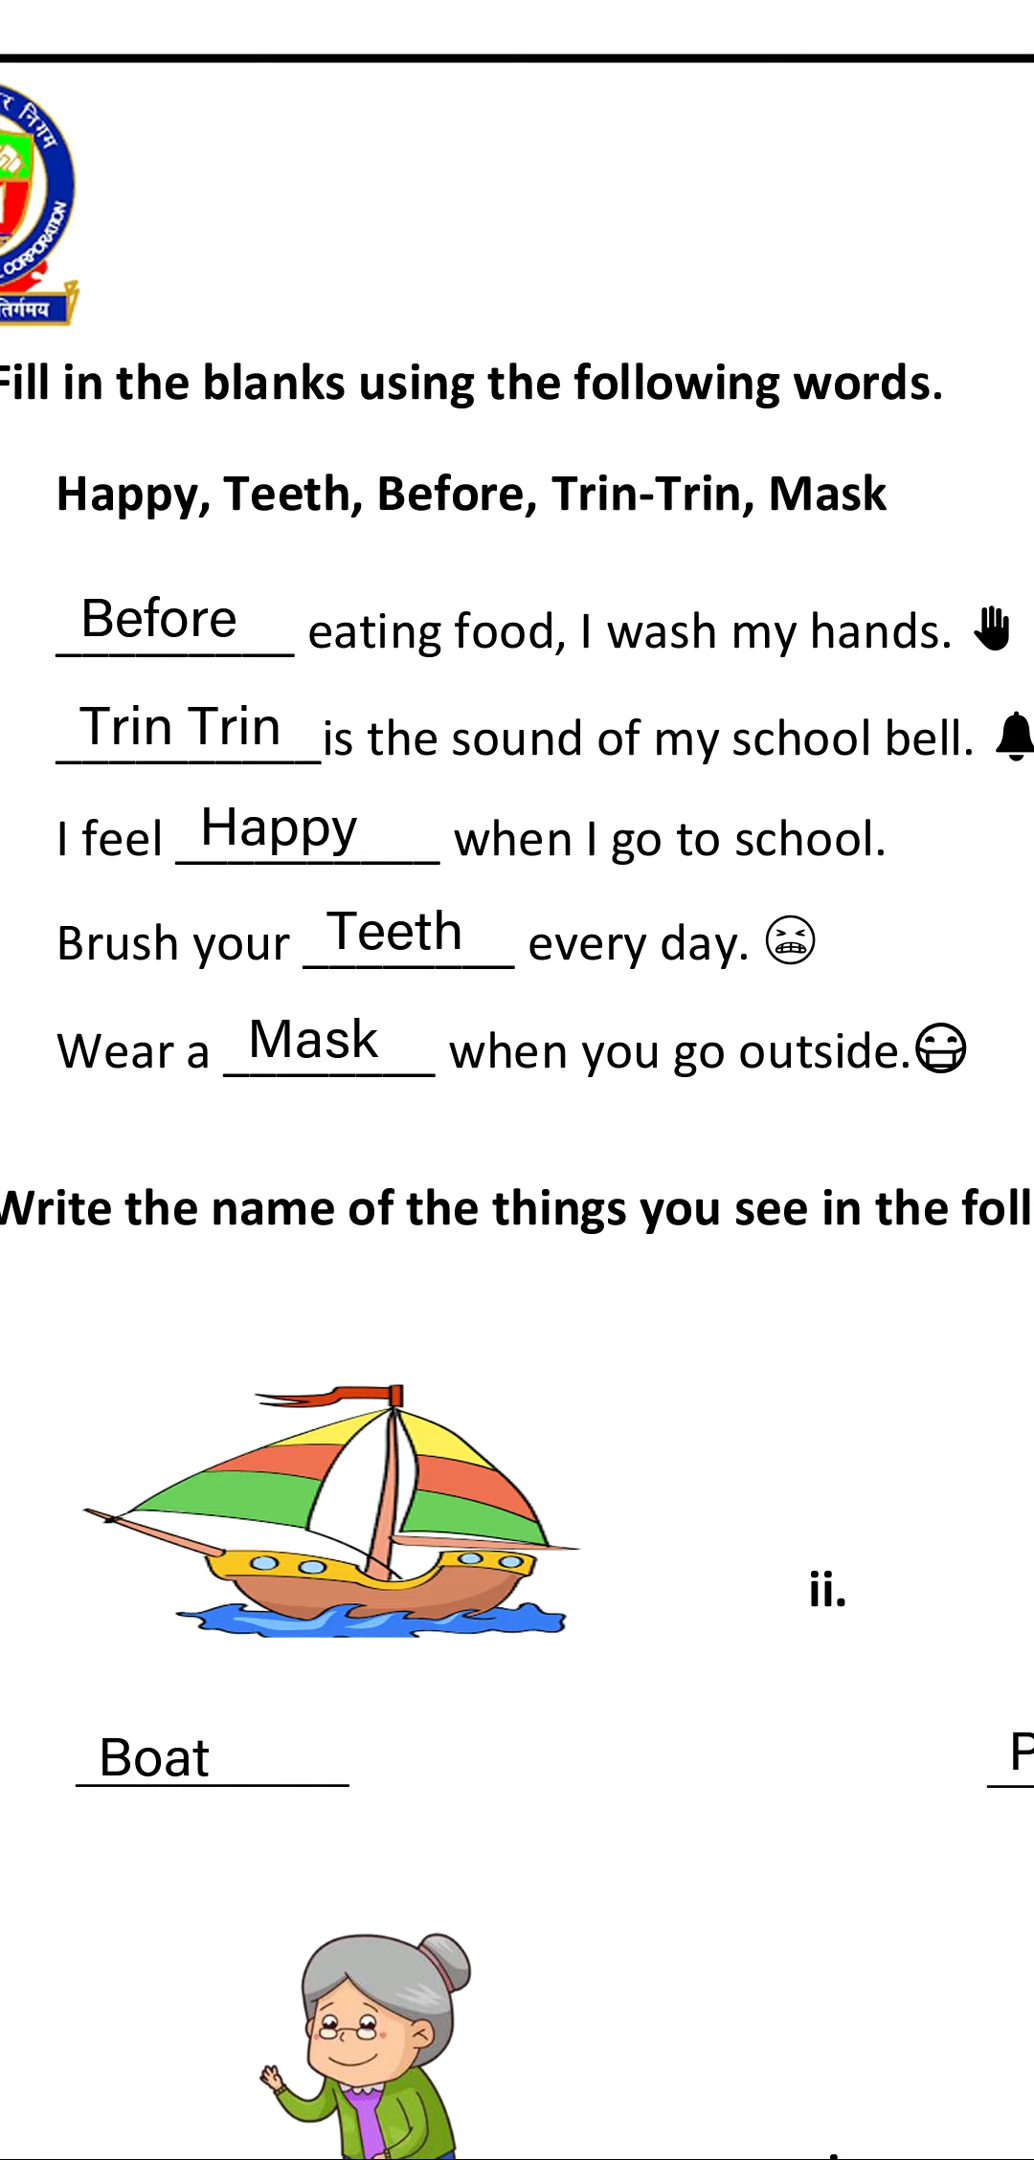 र निगम
CORPORATION
तिर्गमय
Fill in the blanks using the following words.
Happy, Teeth, Before, Trin-Trin, Mask
Before eating food, I wash my hands.
Trin Trin is the sound of my school bell.
I feel Happy when I go to school.
Brush your Teeth every day.
Wear a Mask when you go outside.
Write the name of the things you see in the foll
ii.
Boat
P